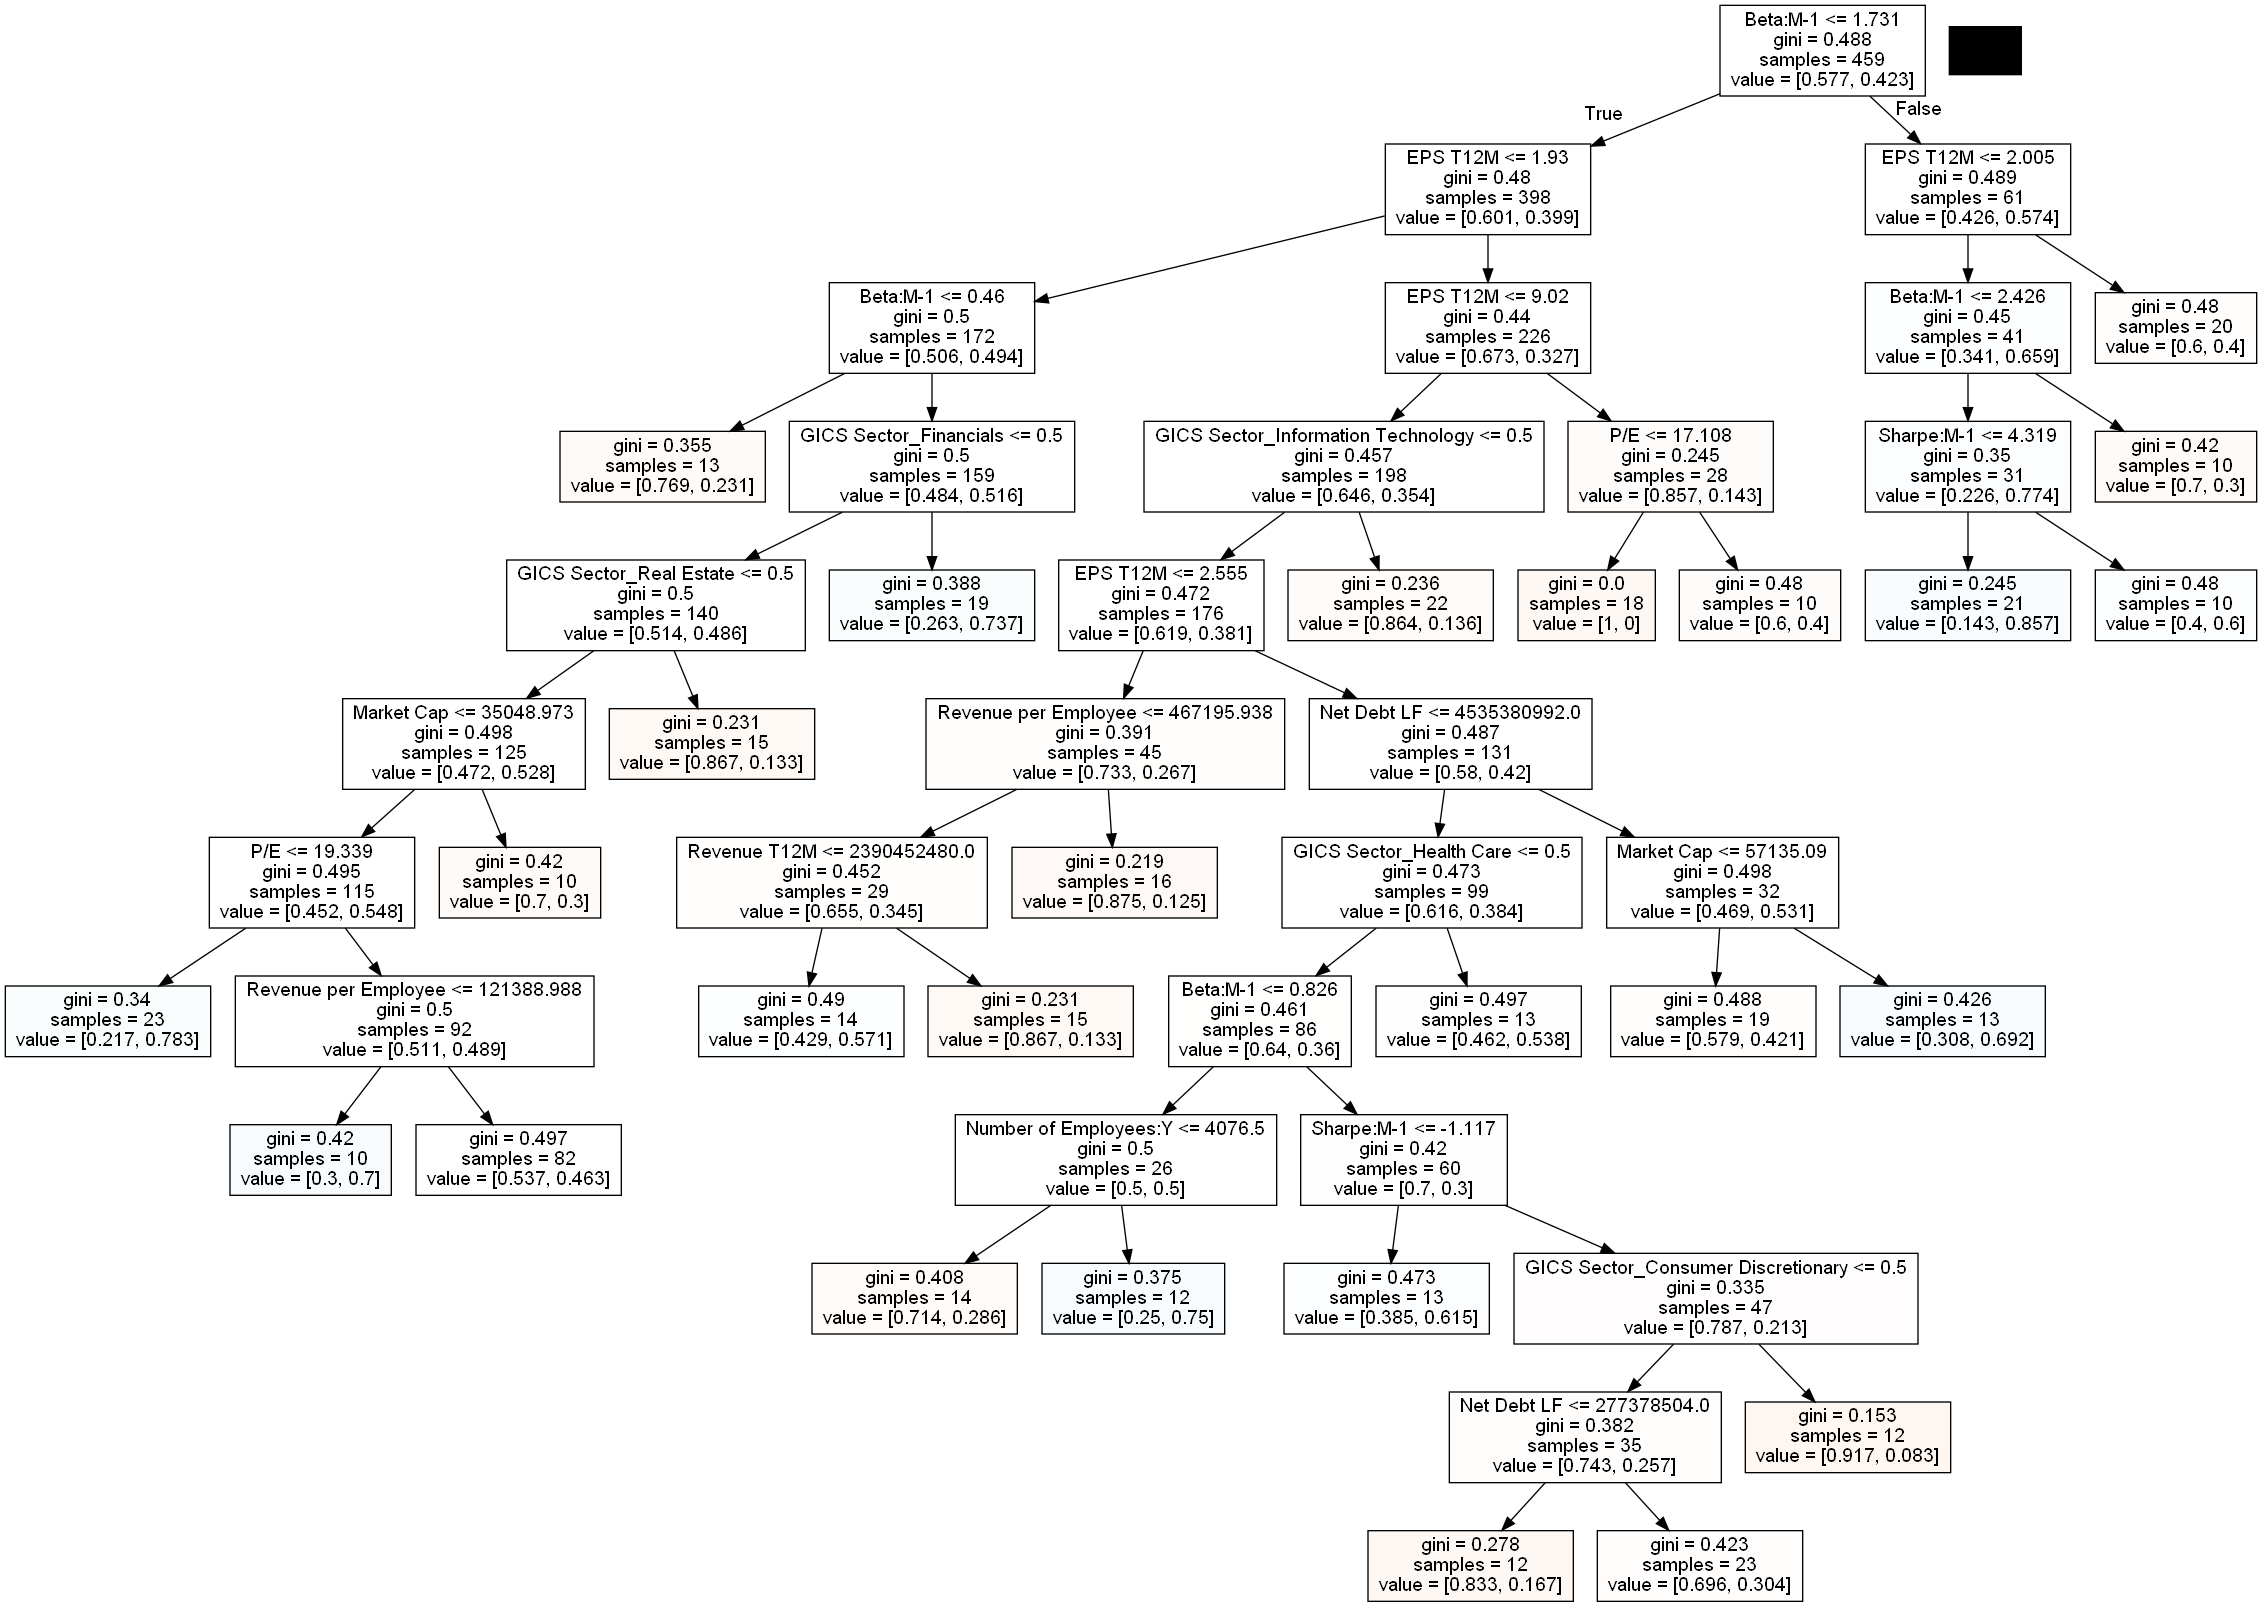 Beta:M-1 <= 1.731
gini = 0.488
samples = 459
value = [0.577, 0.423]
True
False
EPS T12M <= 1.93
gini = 0.48
samples = 398
value = [0.601, 0.399]
EPS T12M <= 2.005
gini = 0.489
samples = 61
value = [0.426, 0.574]
Beta:M-1 <= 0.46
gini = 0.5
samples = 172
value = [0.506, 0.494]
EPS T12M <= 9.02
gini = 0.44
samples = 226
value = [0.673, 0.327]
Beta:M-1 <= 2.426
gini = 0.45
samples = 41
value = [0.341, 0.659]
gini = 0.48
samples = 20
value = [0.6, 0.4]
gini = 0.355
samples = 13
value = [0.769, 0.231]
GICS Sector_Financials <= 0.5
gini = 0.5
samples = 159
value = [0.484, 0.516]
GICS Sector_Information Technology <= 0.5
gini = 0.457
samples = 198
value = [0.646, 0.354]
P/E <= 17.108
gini = 0.245
samples = 28
value = [0.857, 0.143]
Sharpe:M-1 <= 4.319
gini = 0.35
samples = 31
value = [0.226, 0.774]
gini = 0.42
samples = 10
value = [0.7, 0.3]
GICS Sector_Real Estate <= 0.5
gini = 0.5
samples = 140
value = [0.514, 0.486]
gini = 0.388
samples = 19
value = [0.263, 0.737]
EPS T12M <= 2.555
gini = 0.472
samples = 176
value = [0.619, 0.381]
gini = 0.236
samples = 22
value = [0.864, 0.136]
gini = 0.0
samples = 18
value = [1, 0]
gini = 0.48
samples = 10
value = [0.6, 0.4]
gini = 0.245
samples = 21
value = [0.143, 0.857]
gini = 0.48
samples = 10
value = [0.4, 0.6]
Market Cap <= 35048.973
gini = 0.498
samples = 125
value = [0.472, 0.528]
gini = 0.231
samples = 15
value = [0.867, 0.133]
Revenue per Employee <= 467195.938
gini = 0.391
samples = 45
value = [0.733, 0.267]
Net Debt LF <= 4535380992.0
gini = 0.487
samples = 131
value = [0.58, 0.42]
P/E <= 19.339
gini = 0.495
samples = 115
value = [0.452, 0.548]
gini = 0.42
samples = 10
value = [0.7, 0.3]
Revenue T12M <= 2390452480.0
gini = 0.452
samples = 29
value = [0.655, 0.345]
gini = 0.219
samples = 16
value = [0.875, 0.125]
GICS Sector_Health Care <= 0.5
gini = 0.473
samples = 99
value = [0.616, 0.384]
Market Cap <= 57135.09
gini = 0.498
samples = 32
value = [0.469, 0.531]
gini = 0.34
samples = 23
value = [0.217, 0.783]
Revenue per Employee <= 121388.988
gini = 0.5
samples = 92
value = [0.511, 0.489]
gini = 0.49
samples = 14
value = [0.429, 0.571]
gini = 0.231
samples = 15
value = [0.867, 0.133]
Beta:M-1 <= 0.826
gini = 0.461
samples = 86
value = [0.64, 0.36]
gini = 0.497
samples = 13
value = [0.462, 0.538]
gini = 0.488
samples = 19
value = [0.579, 0.421]
gini = 0.426
samples = 13
value = [0.308, 0.692]
gini = 0.42
samples = 10
value = [0.3, 0.7]
gini = 0.497
samples = 82
value = [0.537, 0.463]
Number of Employees:Y <= 4076.5
gini = 0.5
samples = 26
value = [0.5, 0.5]
Sharpe:M-1 <= -1.117
gini = 0.42
samples = 60
value = [0.7, 0.3]
gini = 0.408
samples = 14
value = [0.714, 0.286]
gini = 0.375
samples = 12
value = [0.25, 0.75]
gini = 0.473
samples = 13
value = [0.385, 0.615]
GICS Sector_Consumer Discretionary <= 0.5
gini = 0.335
samples = 47
value = [0.787, 0.213]
Net Debt LF <= 277378504.0
gini = 0.382
samples = 35
value = [0.743, 0.257]
gini = 0.153
samples = 12
value = [0.917, 0.083]
gini = 0.278
samples = 12
value = [0.833, 0.167]
gini = 0.423
samples = 23
value = [0.696, 0.304]